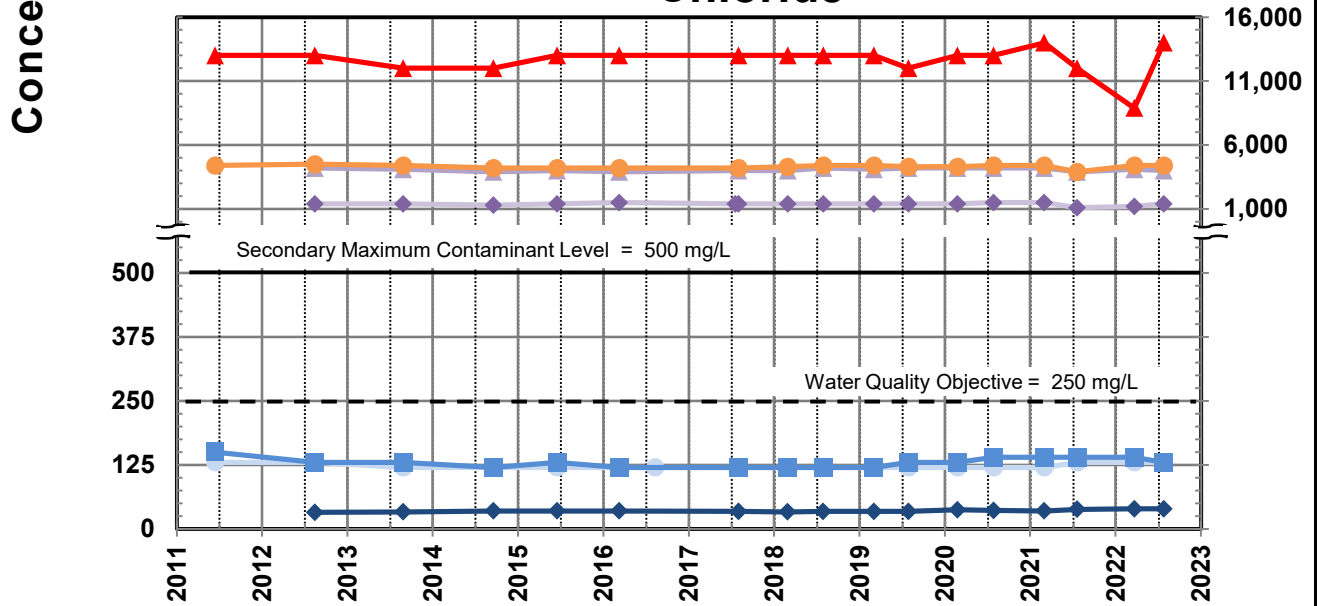 Conce
16,000
11,000
6,000
1,000
Secondary Maximum Contaminant Level = 500 mg/L
500
375
Water Quality Objective = 250 mg/L
250
125
0
2011 2012 2013 2014 2015 2016 2017 2018 2019 2020 2021 2022 2023